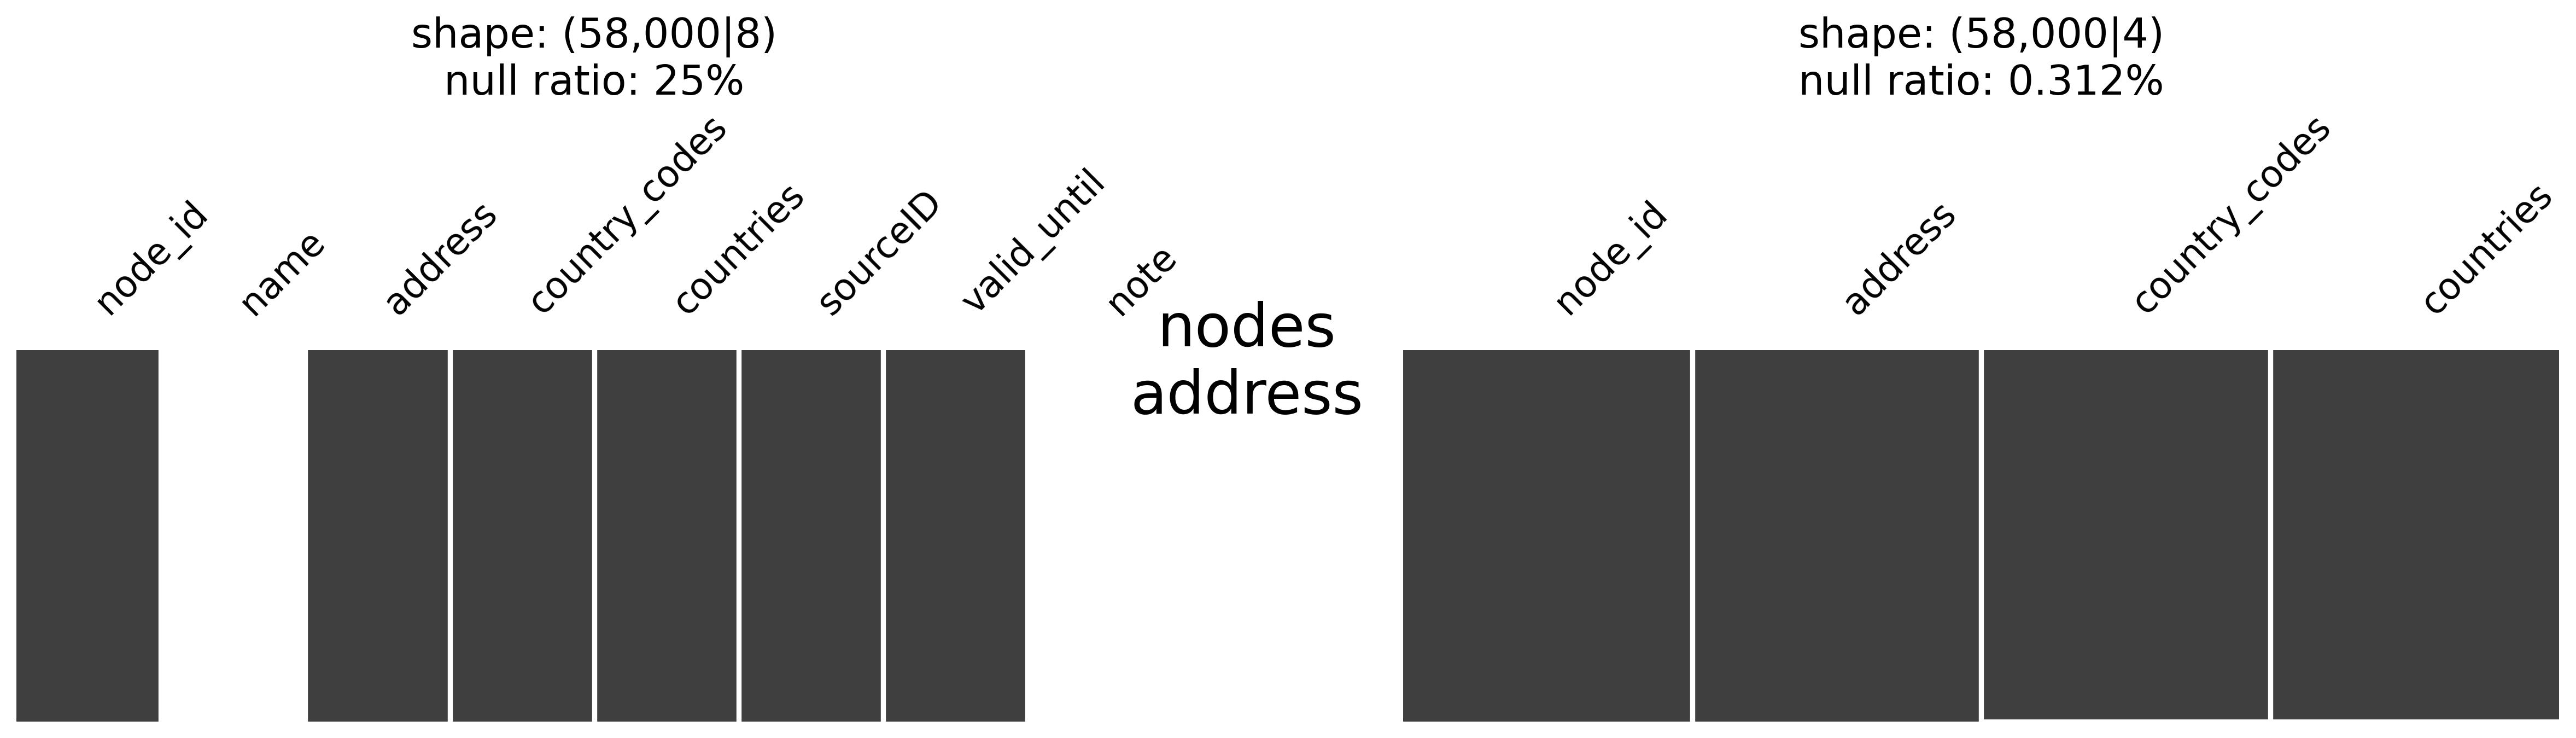 shape: (58,000|8)
null ratio: 25%
node_id
name
address
country_codes
countries
sourceID
valid_until
note
nodes
address
shape: (58,000|4)
null ratio: 0.312%
node_id
address
country_codes
countries